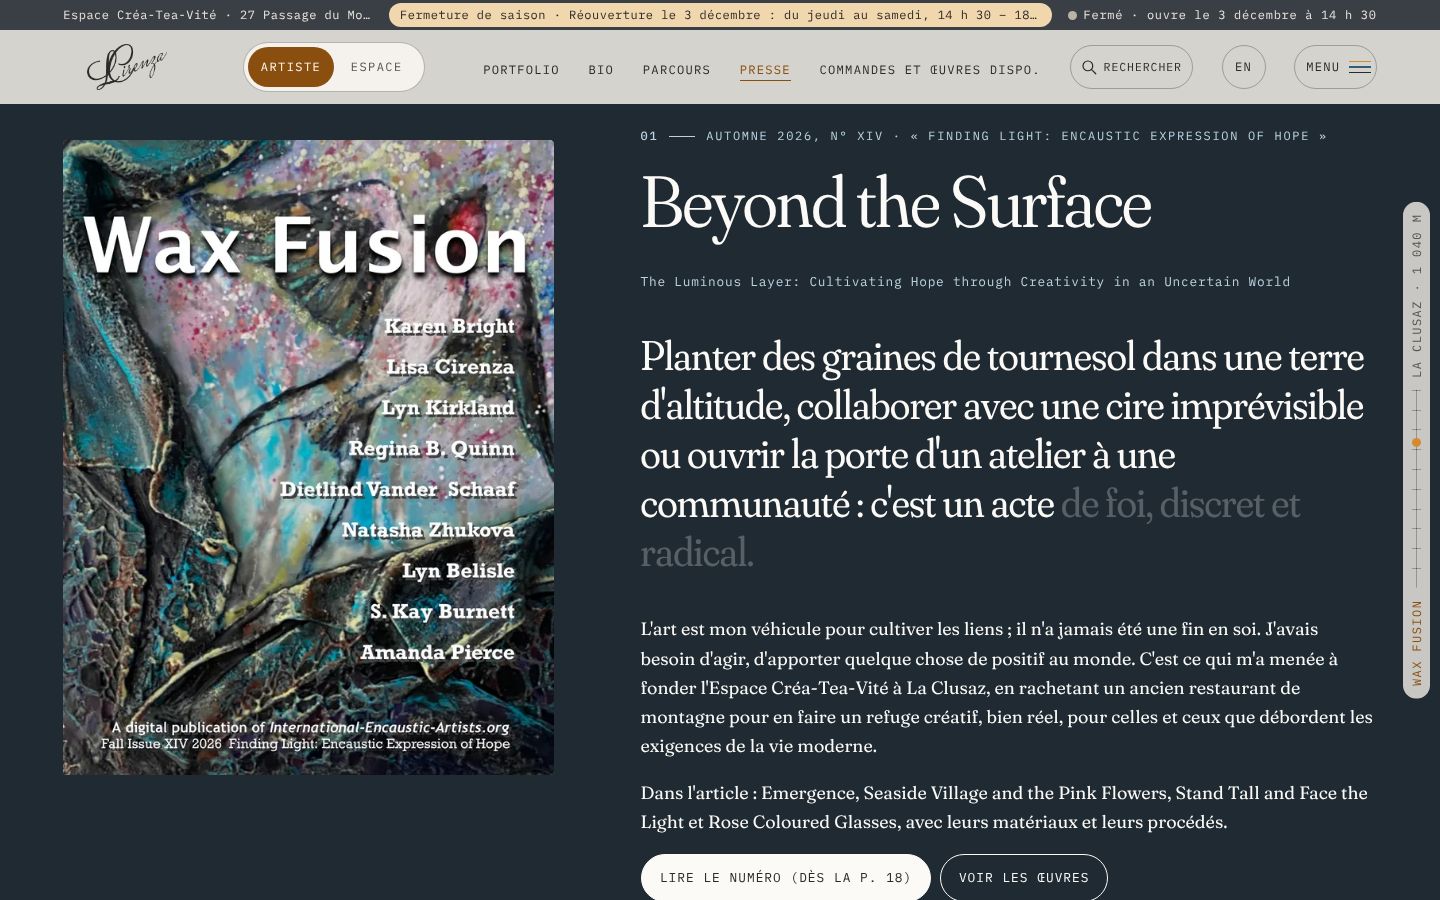 Espace Créa-Tea-Vité · 27 Passage du Mo…
Fermeture de saison · Réouverture le 3 décembre : du jeudi au samedi, 14 h 30 – 18…
Fermé · ouvre le 3 décembre à 14 h 30
Cirenza
ARTISTE
ESPACE
PORTFOLIO
BIO
PARCOURS
PRESSE
COMMANDES ET ŒUVRES DISPO.
RECHERCHER
EN
MENU
Wax Fusion
Karen Bright
Lisa Cirenza
Lyn Kirkland
Regina B. Quinn
Dietlind Vander Schaaf
Natasha Zhukova
Lyn Belisle
S. Kay Burnett
Amanda Pierce
A digital publication of International-Encaustic-Artists.org
Fall Issue XIV 2026 Finding Light: Encaustic Expression of Hope
01 — AUTOMNE 2026, N° XIV · « FINDING LIGHT: ENCAUSTIC EXPRESSION OF HOPE »
Beyond the Surface
The Luminous Layer: Cultivating Hope through Creativity in an Uncertain World
Planter des graines de tournesol dans une terre
d'altitude, collaborer avec une cire imprévisible
ou ouvrir la porte d'un atelier à une
communauté : c'est un acte de foi, discret et
radical.
L'art est mon véhicule pour cultiver les liens ; il n'a jamais été une fin en soi. J'avais
besoin d'agir, d'apporter quelque chose de positif au monde. C'est ce qui m'a menée à
fonder l'Espace Créa-Tea-Vité à La Clusaz, en rachetant un ancien restaurant de
montagne pour en faire un refuge créatif, bien réel, pour celles et ceux que débordent les
exigences de la vie moderne.
Dans l'article : Emergence, Seaside Village and the Pink Flowers, Stand Tall and Face the
Light et Rose Coloured Glasses, avec leurs matériaux et leurs procédés.
LIRE LE NUMÉRO (DÈS LA P. 18)
VOIR LES ŒUVRES
LA CLUSAZ · 1 040 M
WAX FUSION